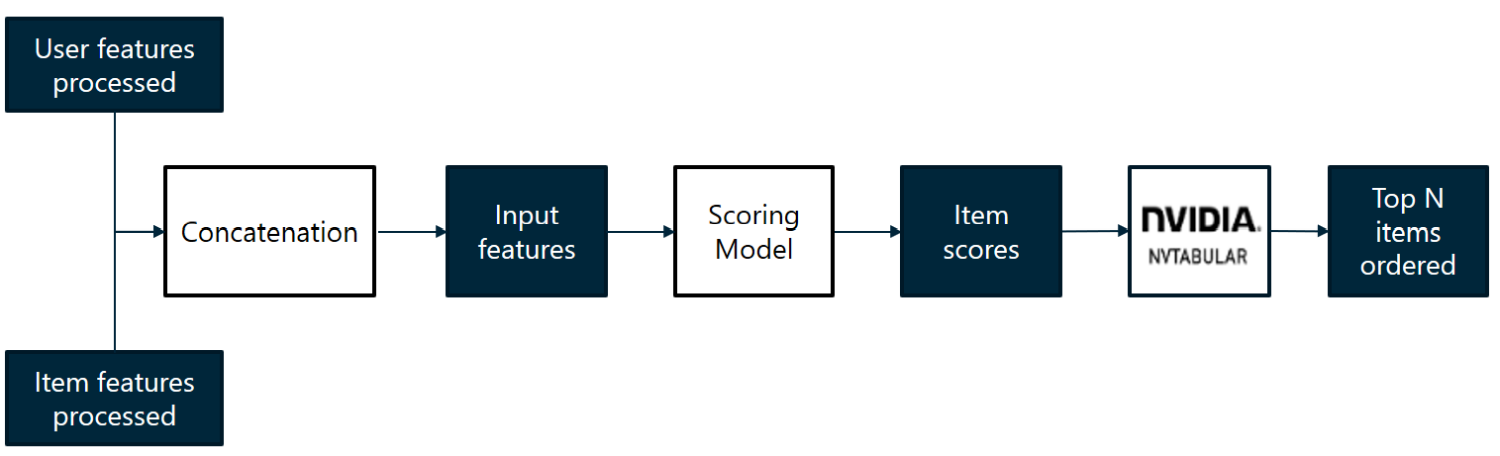 User features
processed
Concatenation
Input
features
Scoring
Model
Item
scores
NVIDIA.
NVTABULAR
Top N
items
ordered
Item features
processed